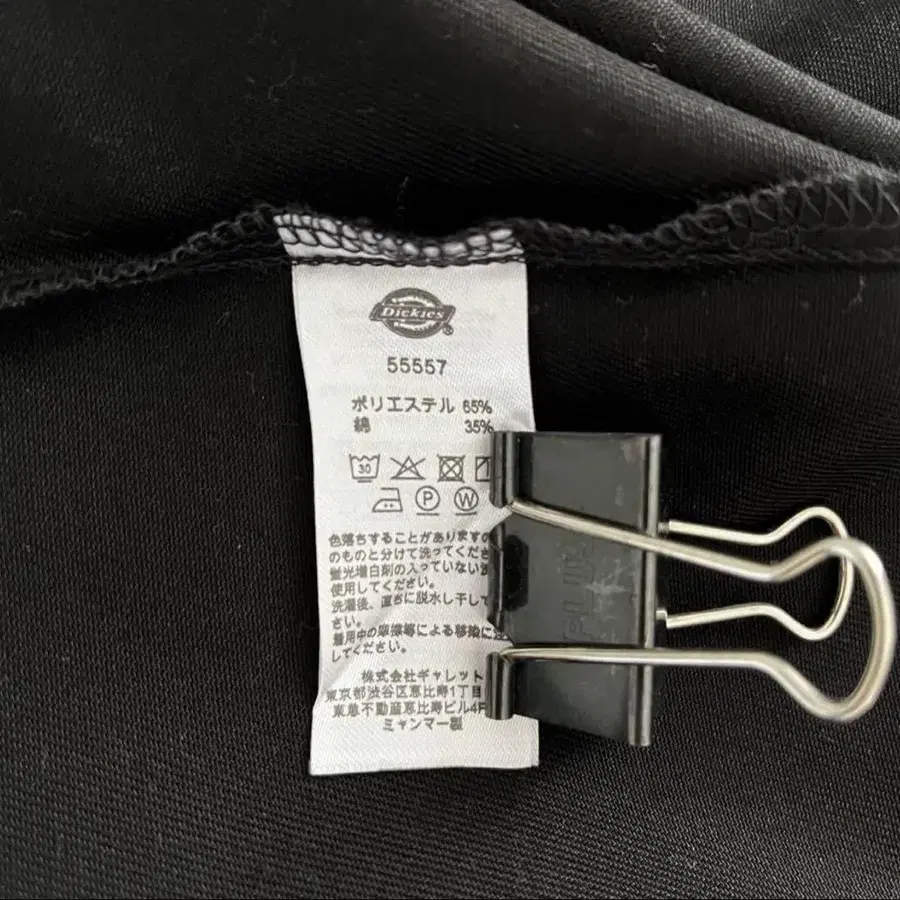 Dickies
55557
ポリエステル 65%
綿 35%
30
P W
色落ちすることがありますの
のものと分けて洗ってくださ
蛍光増白剤の入っていない洗
使用してください。
洗濯後、直ちに脱水し干して
さい。
着用中の摩擦等による移染に注
してください。
株式会社ギャレット
東京都渋谷区恵比寿1丁目
東急不動産恵比寿ビル4F
ミャンマー製
PLUS